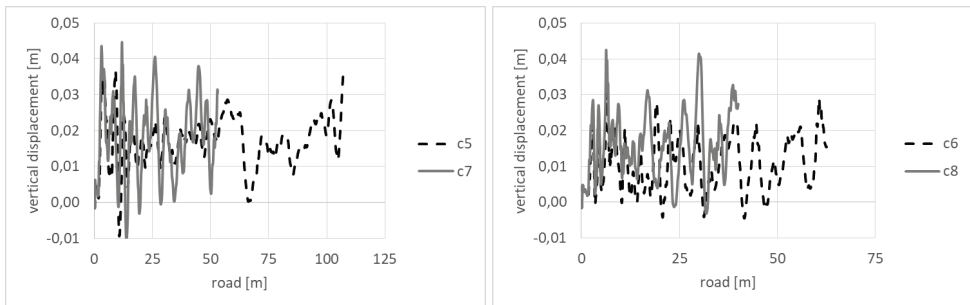 0,05
0,04
0,03
0,02
0,01
0,00
-0,01
vertical displacement [m]
0 25 50 75 100 125
road [m]
c5
c7
0,05
0,04
0,03
0,02
0,01
0,00
-0,01
vertical displacement [m]
0 25 50 75
road [m]
c6
c8